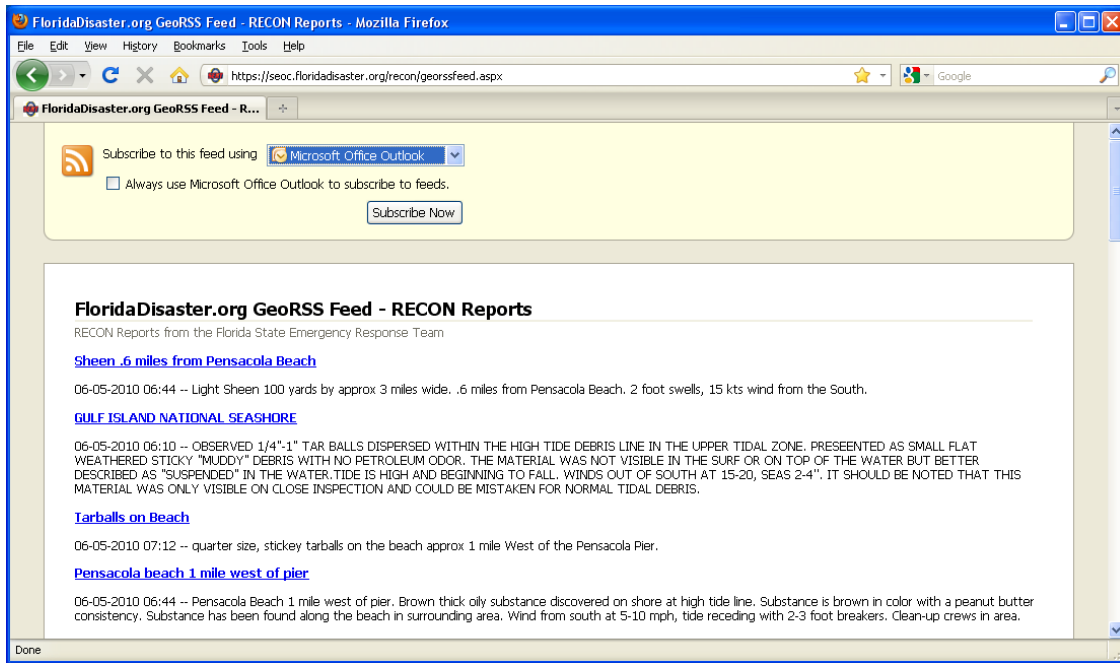 FloridaDisaster.org GeoRSS Feed - RECON Reports - Mozilla Firefox
File Edit View History Bookmarks Tools Help
https://seoc.floridadisaster.org/recon/georssfeed.aspx
Google
FloridaDisaster.org GeoRSS Feed - R...
Subscribe to this feed using Microsoft Office Outlook
Always use Microsoft Office Outlook to subscribe to feeds.
Subscribe Now
FloridaDisaster.org GeoRSS Feed - RECON Reports
RECON Reports from the Florida State Emergency Response Team
Sheen .6 miles from Pensacola Beach
06-05-2010 06:44 -- Light Sheen 100 yards by approx 3 miles wide. .6 miles from Pensacola Beach. 2 foot swells, 15 kts wind from the South.
GULF ISLAND NATIONAL SEASHORE
06-05-2010 06:10 -- OBSERVED 1/4"-1" TAR BALLS DISPERSED WITHIN THE HIGH TIDE DEBRIS LINE IN THE UPPER TIDAL ZONE. PRESEENTED AS SMALL FLAT
WEATHERED STICKY "MUDDY" DEBRIS WITH NO PETROLEUM ODOR. THE MATERIAL WAS NOT VISIBLE IN THE SURF OR ON TOP OF THE WATER BUT BETTER
DESCRIBED AS "SUSPENDED" IN THE WATER.TIDE IS HIGH AND BEGINNING TO FALL. WINDS OUT OF SOUTH AT 15-20, SEAS 2-4''. IT SHOULD BE NOTED THAT THIS
MATERIAL WAS ONLY VISIBLE ON CLOSE INSPECTION AND COULD BE MISTAKEN FOR NORMAL TIDAL DEBRIS.
Tarballs on Beach
06-05-2010 07:12 -- quarter size, stickey tarballs on the beach approx 1 mile West of the Pensacola Pier.
Pensacola beach 1 mile west of pier
06-05-2010 06:44 -- Pensacola Beach 1 mile west of pier. Brown thick oily substance discovered on shore at high tide line. Substance is brown in color with a peanut butter
consistency. Substance has been found along the beach in surrounding area. Wind from south at 5-10 mph, tide receding with 2-3 foot breakers. Clean-up crews in area.
Done